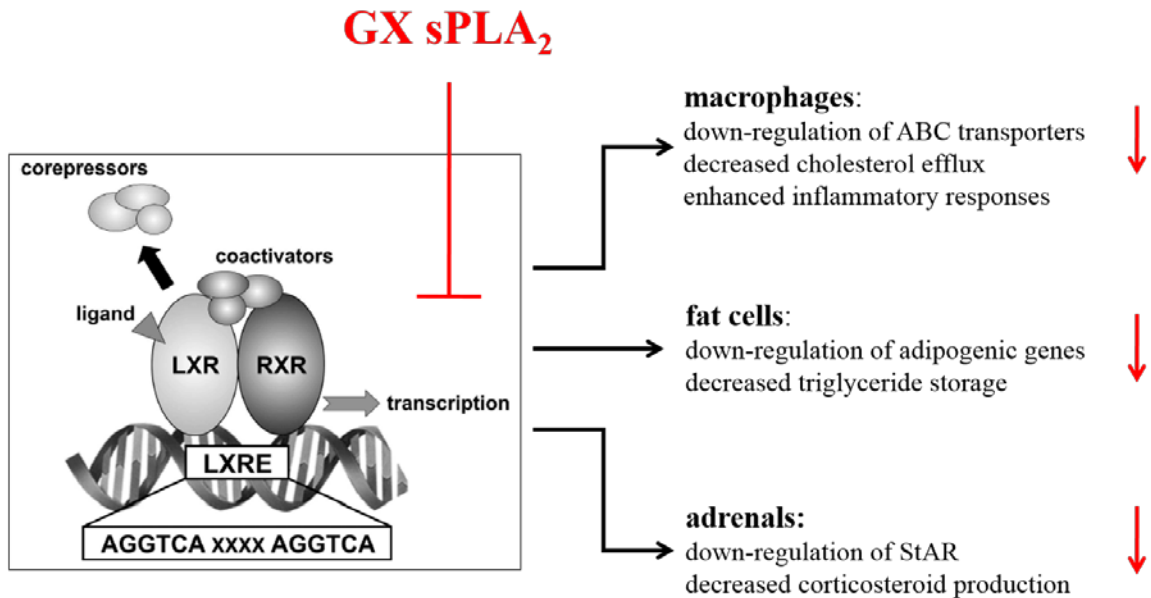 GX sPLA₂
corepressors
coactivators
ligand
LXR
RXR
transcription
LXRE
AGGTCA xxxx AGGTCA
macrophages:
down-regulation of ABC transporters
decreased cholesterol efflux
enhanced inflammatory responses
fat cells:
down-regulation of adipogenic genes
decreased triglyceride storage
adrenals:
down-regulation of StAR
decreased corticosteroid production